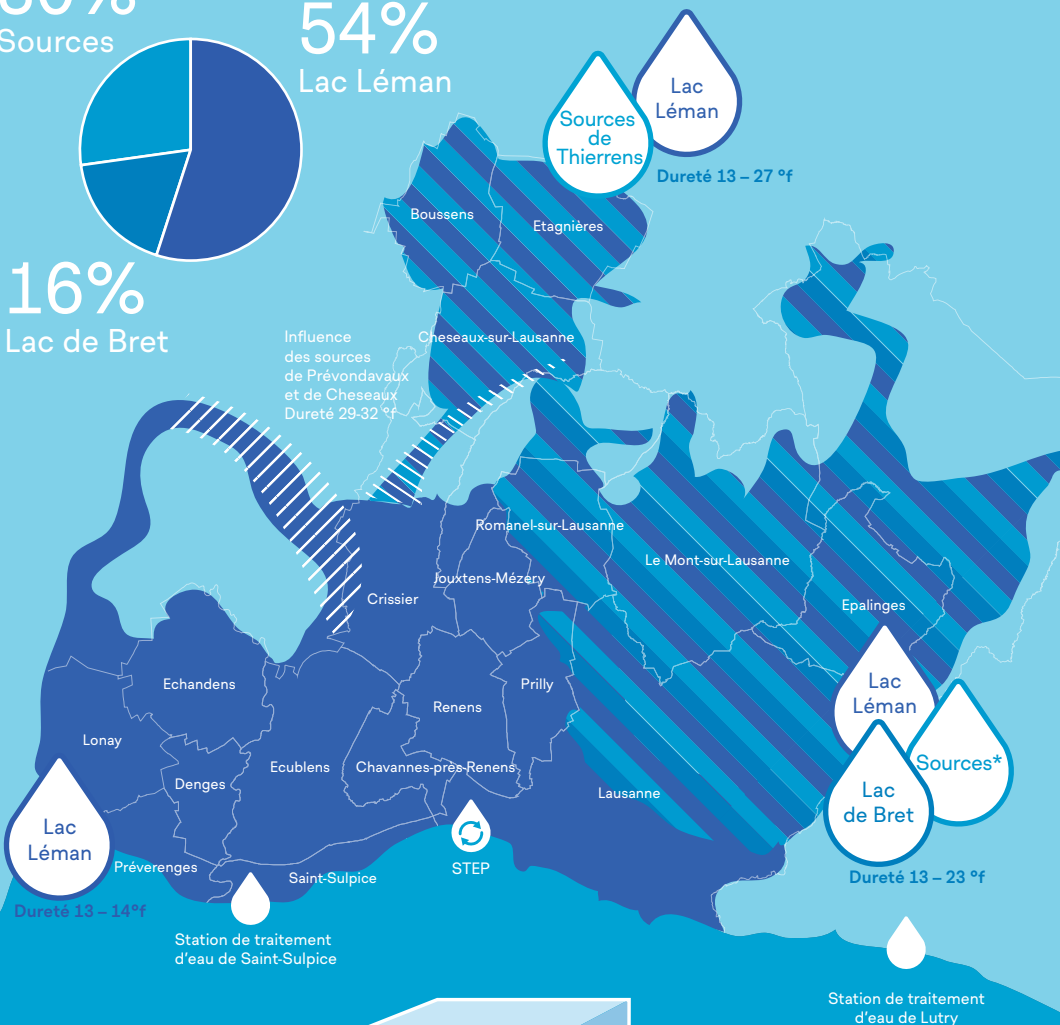 Sources
54%
Lac Léman
16%
Lac de Bret
Sources
de
Thierrens
Lac
Léman
Dureté 13 – 27 °f
Boussens
Etagnières
Cheseaux-sur-Lausanne
Influence
des sources
de Prévondavaux
et de Cheseaux
Dureté 29-32 °f
Romanel-sur-Lausanne
Jouxtens-Mézery
Le Mont-sur-Lausanne
Crissier
Epalinges
Echandens
Prilly
Renens
Lonay
Denges
Ecublens
Chavannes-près-Renens
Lausanne
Lac
Léman
Sources*
Lac
de Bret
Dureté 13 – 23 °f
Lac
Léman
Dureté 13 – 14°f
Préverenges
Saint-Sulpice
STEP
Station de traitement
d'eau de Saint-Sulpice
Station de traitement
d'eau de Lutry